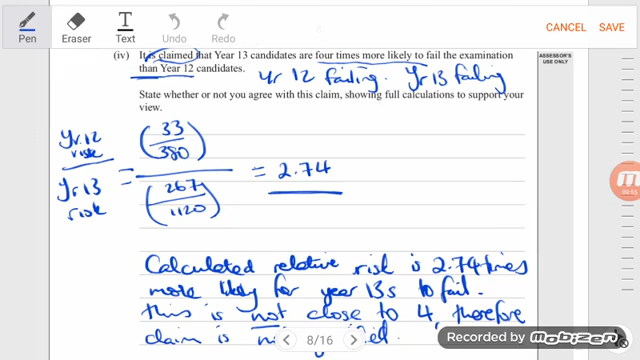 Pen
Eraser
Text
CANCEL
SAVE
(iv) It is claimed that Year 13 candidates are four times more likely to fail the examination
than Year 12 candidates.
Yr 12 failing. Yr 13 failing
ASSESSOR'S
USE ONLY
State whether or not you agree with this claim, showing full calculations to support your
view.
Yr.12
risk
Yr 13
risk
= (33/380)
(267/1120)
= 2.74
09:55
Calculated relative risk is 2.74 times
more likely for year 13s to fail.
this is not close to 4, therefore
claim is
8/16
Recorded by
mobizen